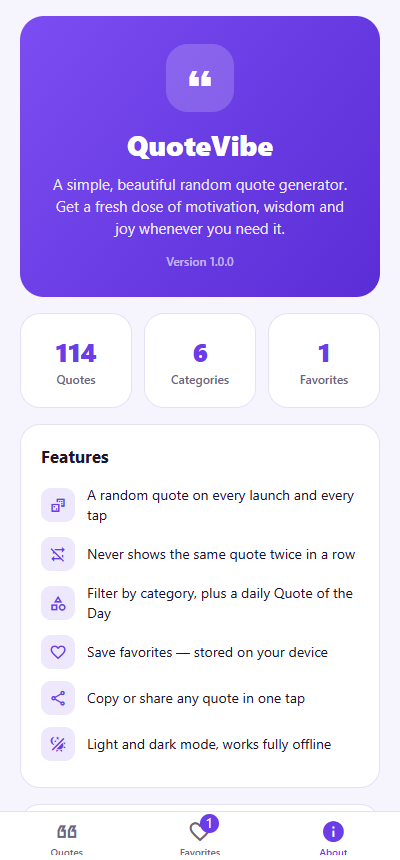 ❝
QuoteVibe
A simple, beautiful random quote generator.
Get a fresh dose of motivation, wisdom and
joy whenever you need it.
Version 1.0.0
114
Quotes
6
Categories
1
Favorites
Features
A random quote on every launch and every
tap
Never shows the same quote twice in a row
Filter by category, plus a daily Quote of the
Day
Save favorites — stored on your device
Copy or share any quote in one tap
Light and dark mode, works fully offline
1
Quotes
Favorites
About